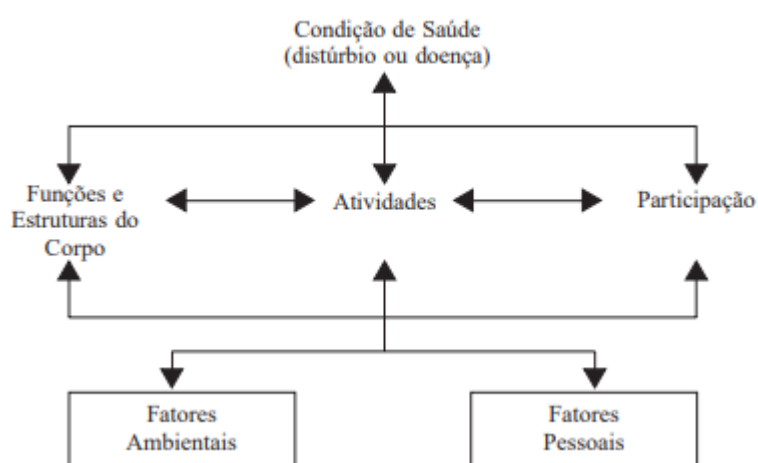 Condição de Saúde
(distúrbio ou doença)
Funções e
Estruturas do
Corpo
Atividades
Participação
Fatores
Ambientais
Fatores
Pessoais